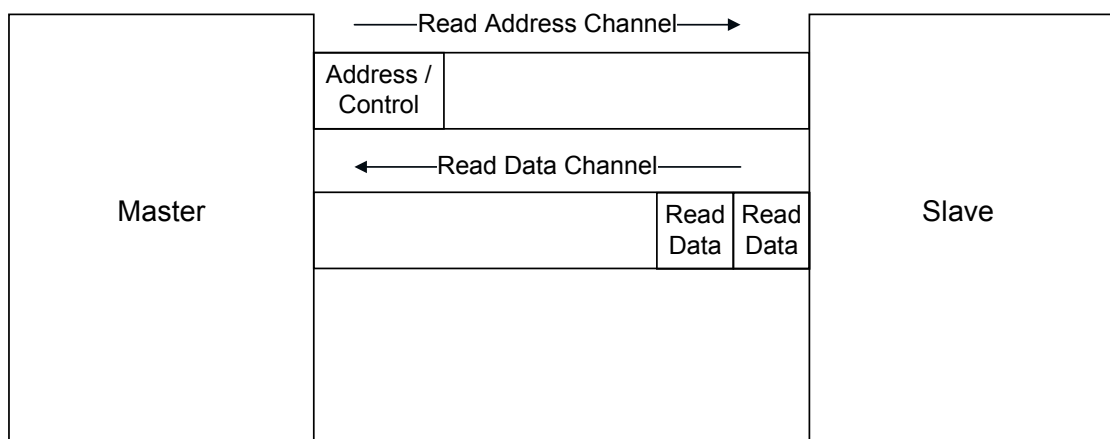 Read Address Channel
Address /
Control
Read Data Channel
Master
Read
Data
Read
Data
Slave